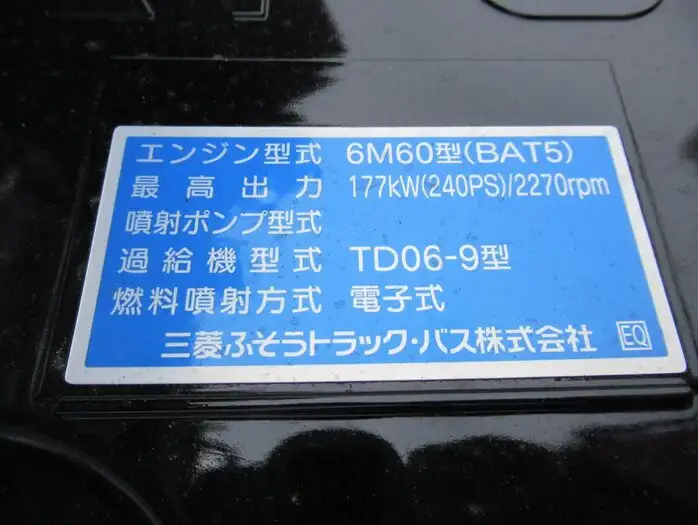 エンジン型式 6M60型(BAT5)
最高出力 177kW(240PS)/2270rpm
噴射ポンプ型式
過給機型式 TD06-9型
燃料噴射方式 電子式
三菱ふそうトラック・バス株式会社 EQ